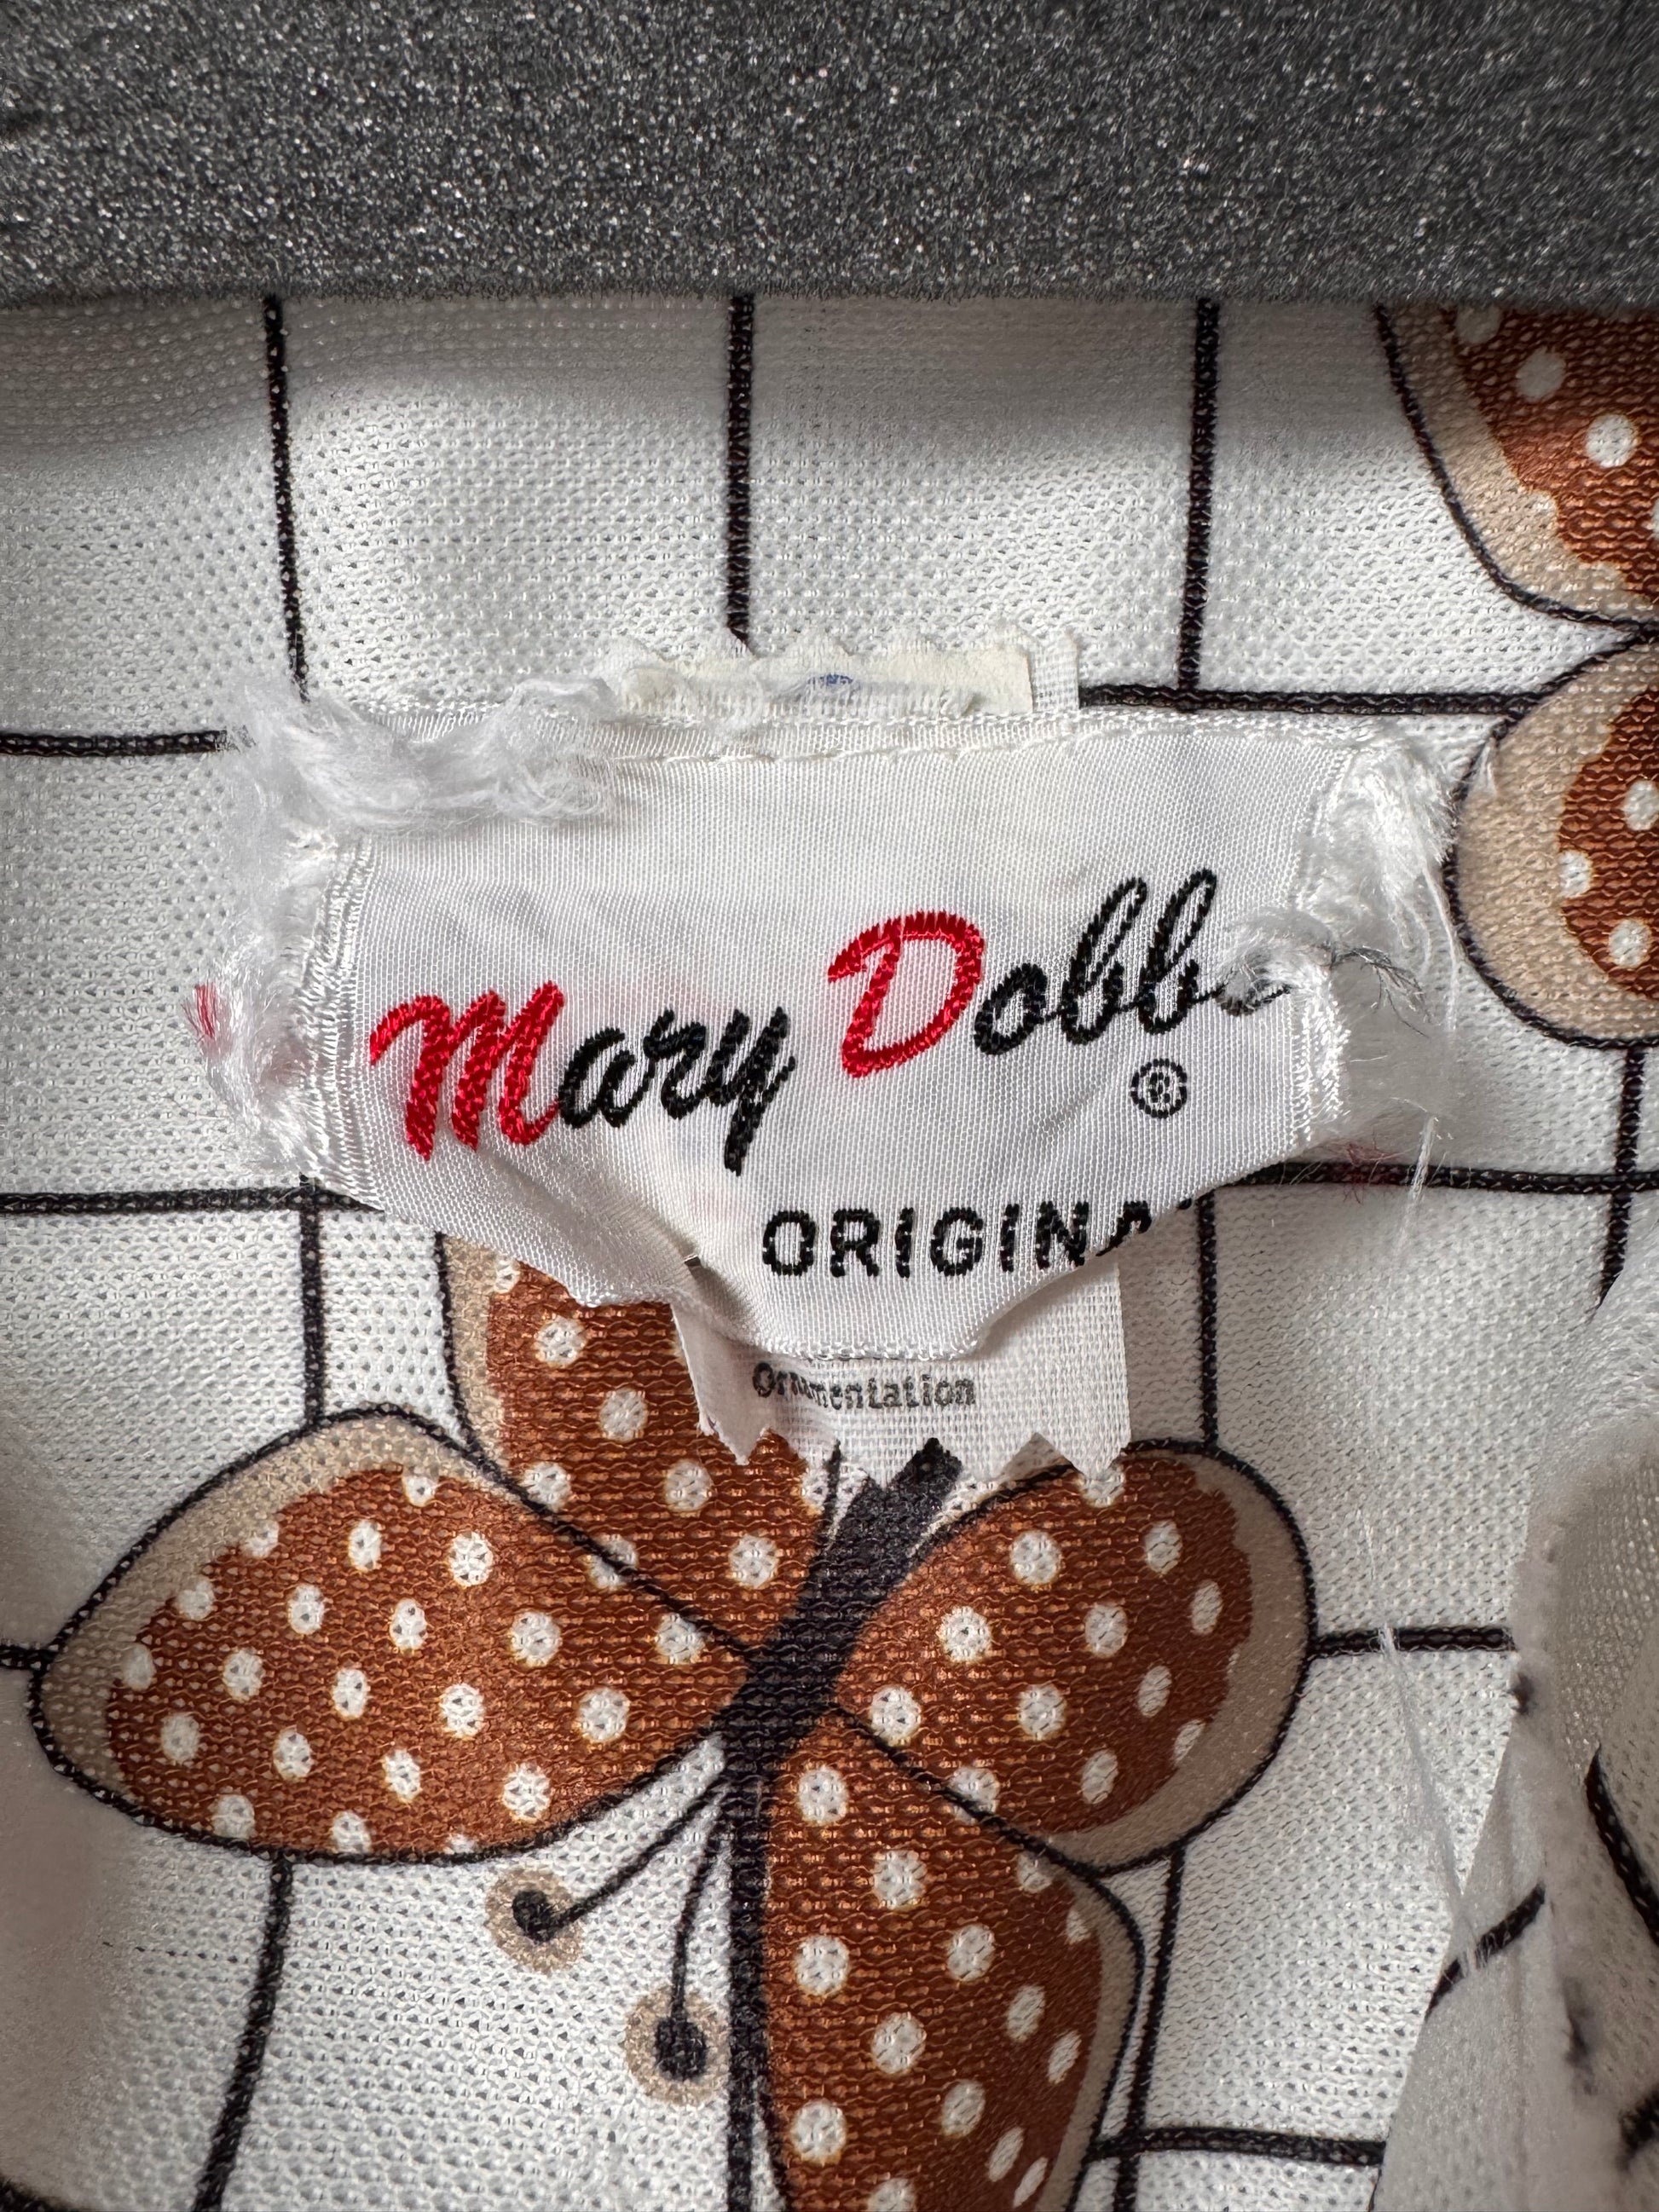 Mary Dobb
®
ORIGINA
Ornamentation